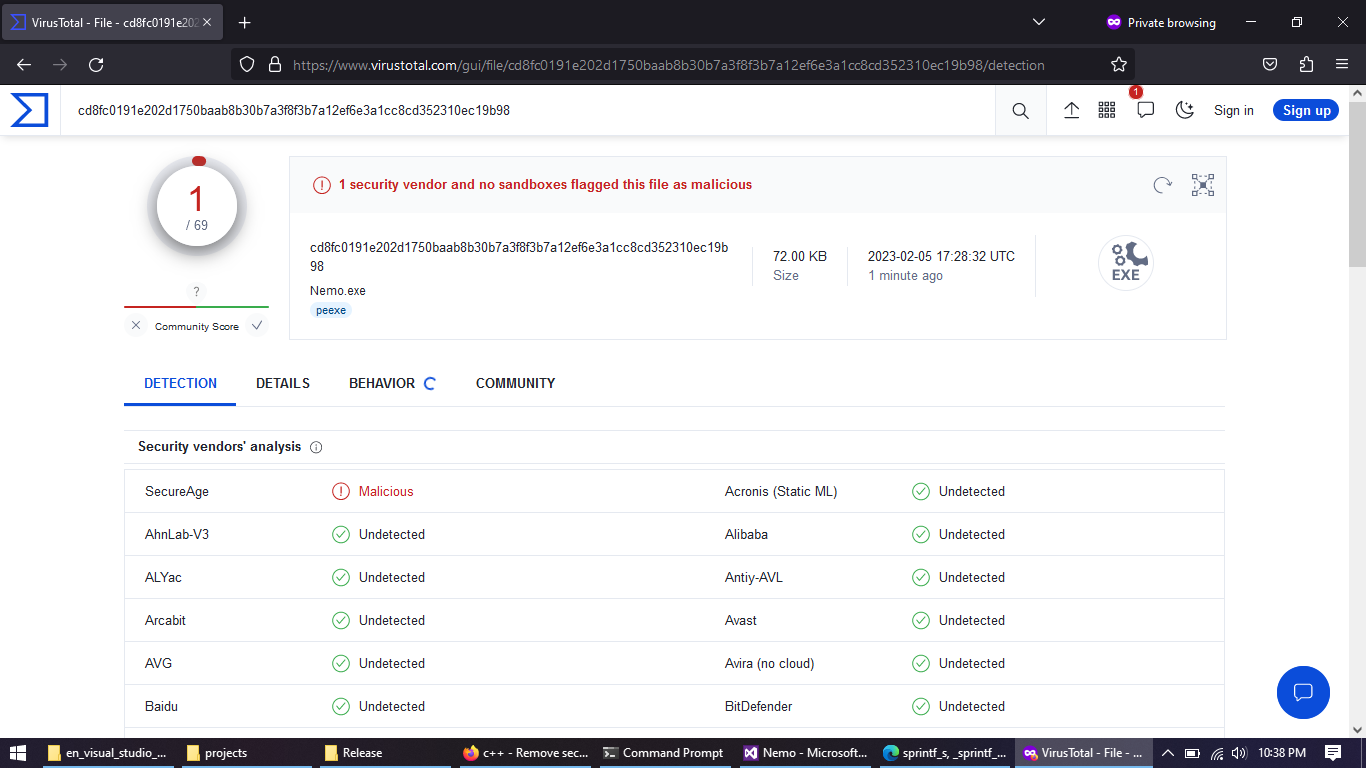 VirusTotal - File - cd8fc0191e202
Private browsing
https://www.virustotal.com/gui/file/cd8fc0191e202d1750baab8b30b7a3f8f3b7a12ef6e3a1cc8cd352310ec19b98/detection
cd8fc0191e202d1750baab8b30b7a3f8f3b7a12ef6e3a1cc8cd352310ec19b98
1
Sign in
Sign up
1
/ 69
?
Community Score
1 security vendor and no sandboxes flagged this file as malicious
cd8fc0191e202d1750baab8b30b7a3f8f3b7a12ef6e3a1cc8cd352310ec19b
98
Nemo.exe
peexe
72.00 KB
Size
2023-02-05 17:28:32 UTC
1 minute ago
EXE
DETECTION DETAILS BEHAVIOR COMMUNITY
Security vendors' analysis
SecureAge Malicious Acronis (Static ML) Undetected
AhnLab-V3 Undetected Alibaba Undetected
ALYac Undetected Antiy-AVL Undetected
Arcabit Undetected Avast Undetected
AVG Undetected Avira (no cloud) Undetected
Baidu Undetected BitDefender Undetected
en_visual_studio_... projects Release c++ - Remove sec... Command Prompt Nemo - Microsoft... sprintf_s, _sprintf_... VirusTotal - File - ... 10:38 PM